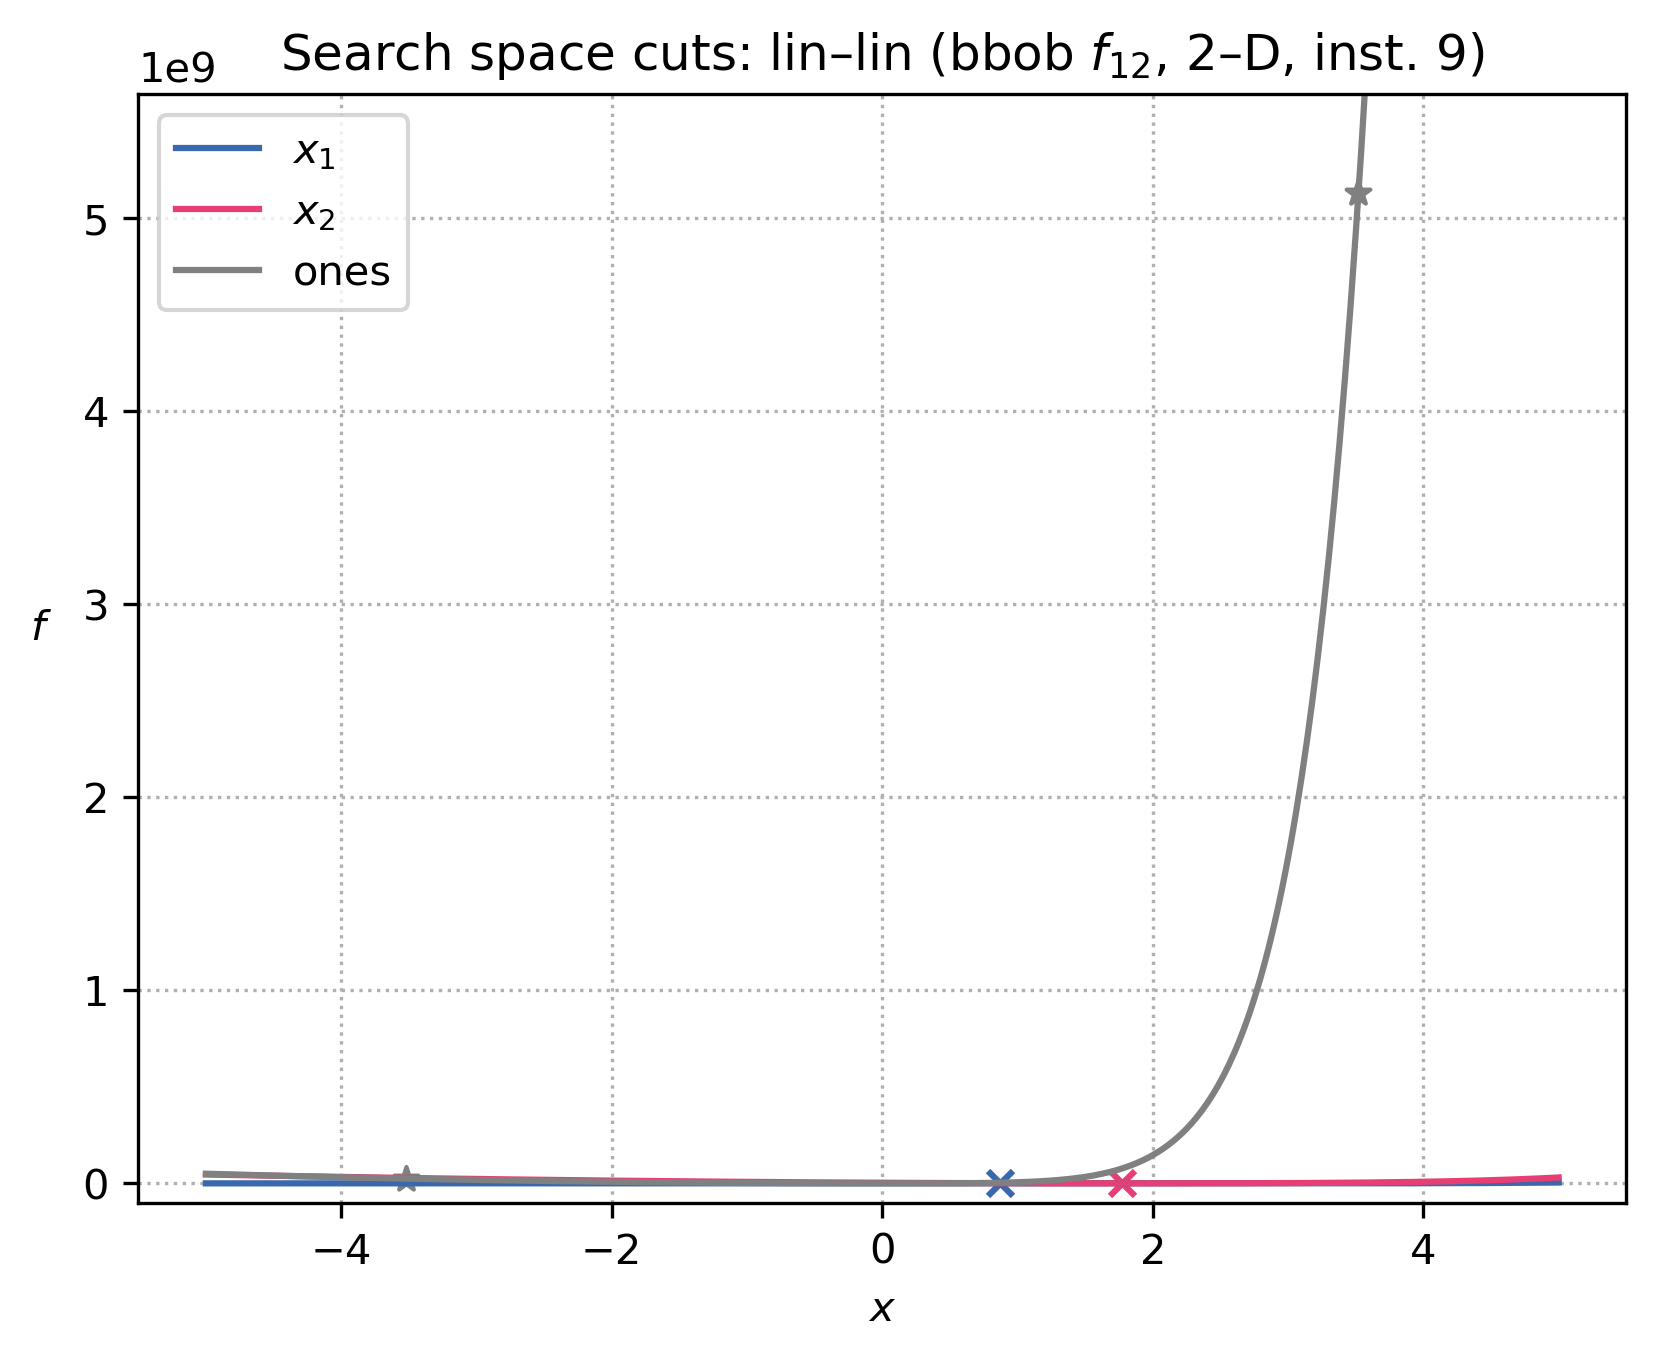 Search space cuts: lin–lin (bbob f12, 2–D, inst. 9)
1e9
x1
x2
ones
5
4
3
2
1
0
f
−4
−2
0
2
4
x